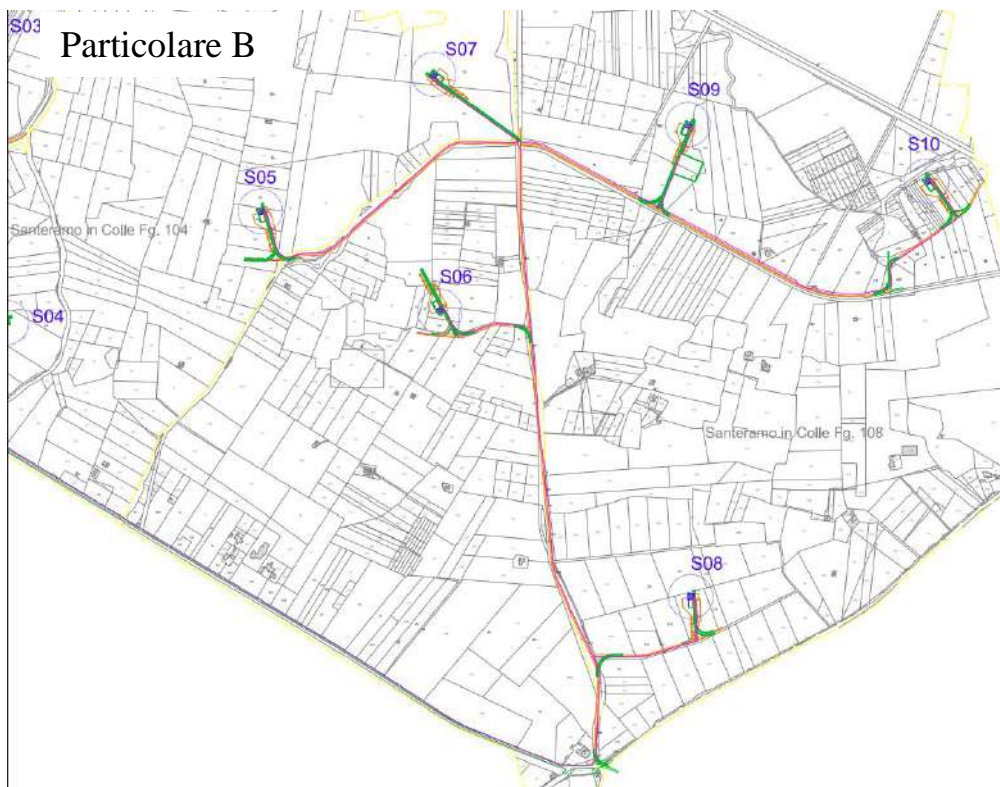 S03
Particolare B
S07
S09
S10
S05
Santeramo in Colle Fg. 104
S06
S04
Santeramo in Colle Fg. 108
S08